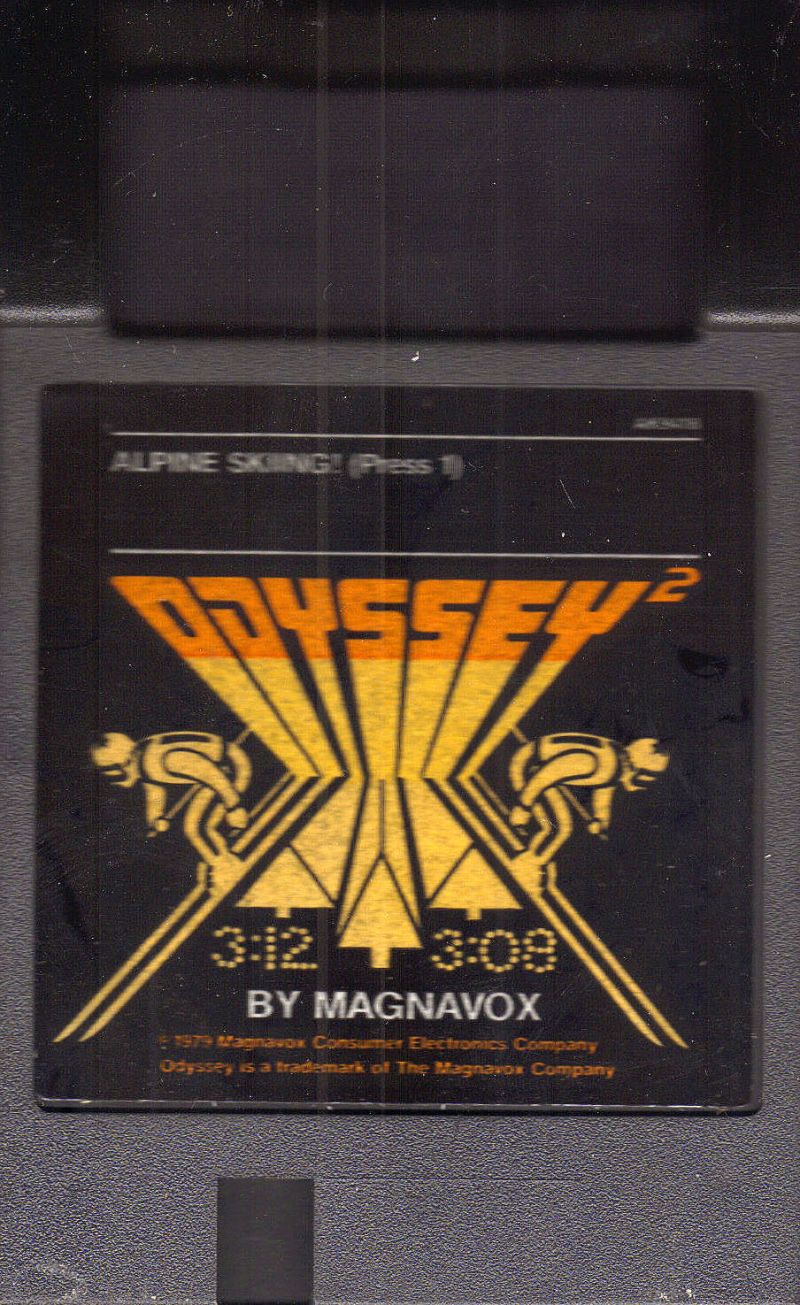 ALPINE SKIING! (Press 1)
ODYSSEY²
3:12 3:08
BY MAGNAVOX
© 1979 Magnavox Consumer Electronics Company
Odyssey is a trademark of The Magnavox Company